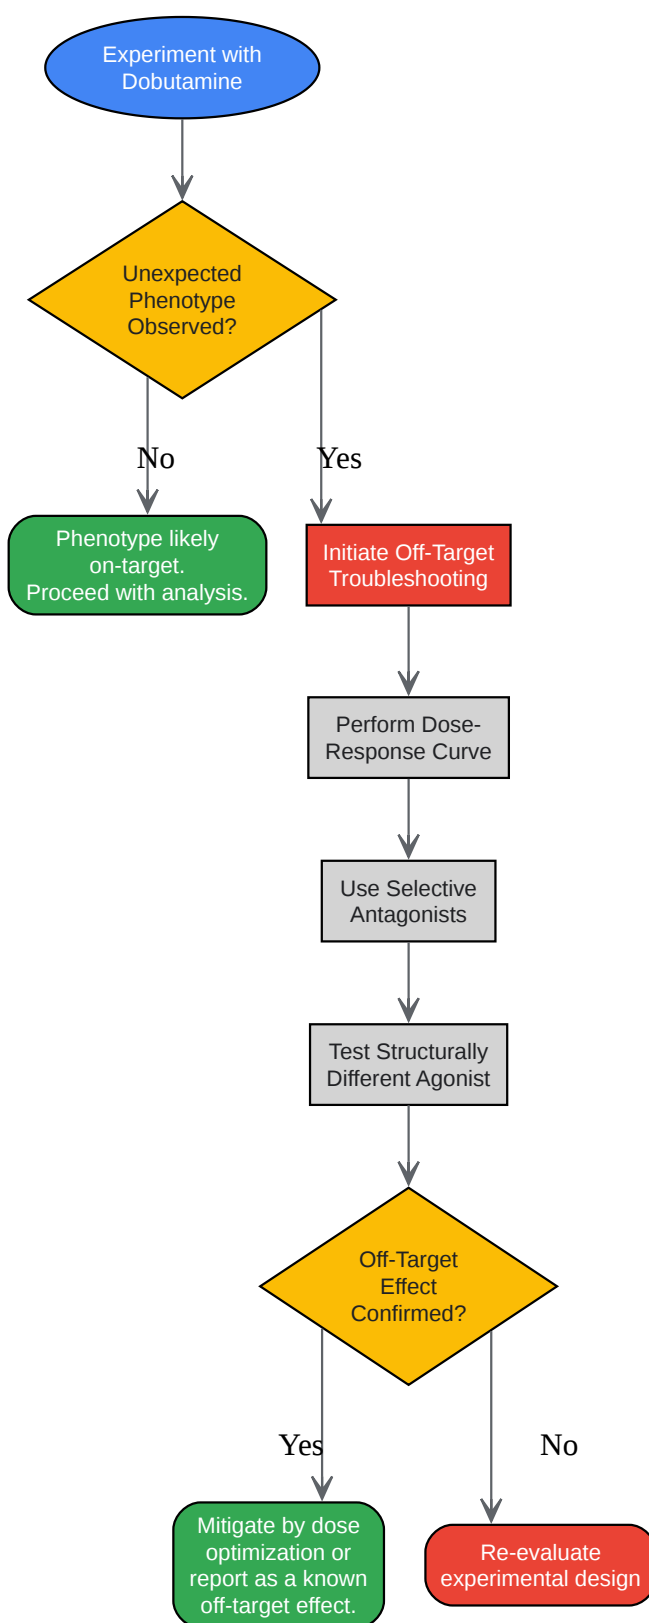 Experiment with
Dobutamine
Unexpected
Phenotype
Observed?
No
Yes
Phenotype likely
on-target.
Proceed with analysis.
Initiate Off-Target
Troubleshooting
Perform Dose-
Response Curve
Use Selective
Antagonists
Test Structurally
Different Agonist
Off-Target
Effect
Confirmed?
Yes
No
Mitigate by dose
optimization or
report as a known
off-target effect.
Re-evaluate
experimental design